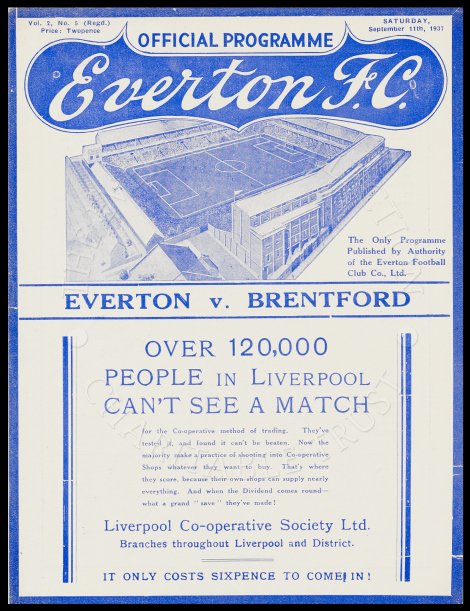 Vol. 2, No. 5 (Regd.)
Price: Twopence
SATURDAY,
September 11th, 1937
OFFICIAL PROGRAMME
Everton F.C.
The Only Programme
Published by Authority
of the Everton Football
Club Co., Ltd.
EVERTON v. BRENTFORD
OVER 120,000
PEOPLE IN LIVERPOOL
CAN'T SEE A MATCH
for the Co-operative method of trading. They've
tested it, and found it can't be beaten. Now the
majority make a practice of shooting into Co-operative
Shops whatever they want to buy. That's where
they score, because their own shops can supply nearly
everything. And when the Dividend comes round—
what a grand "save" they've made!
Liverpool Co-operative Society Ltd.
Branches throughout Liverpool and District.
IT ONLY COSTS SIXPENCE TO COME IN!